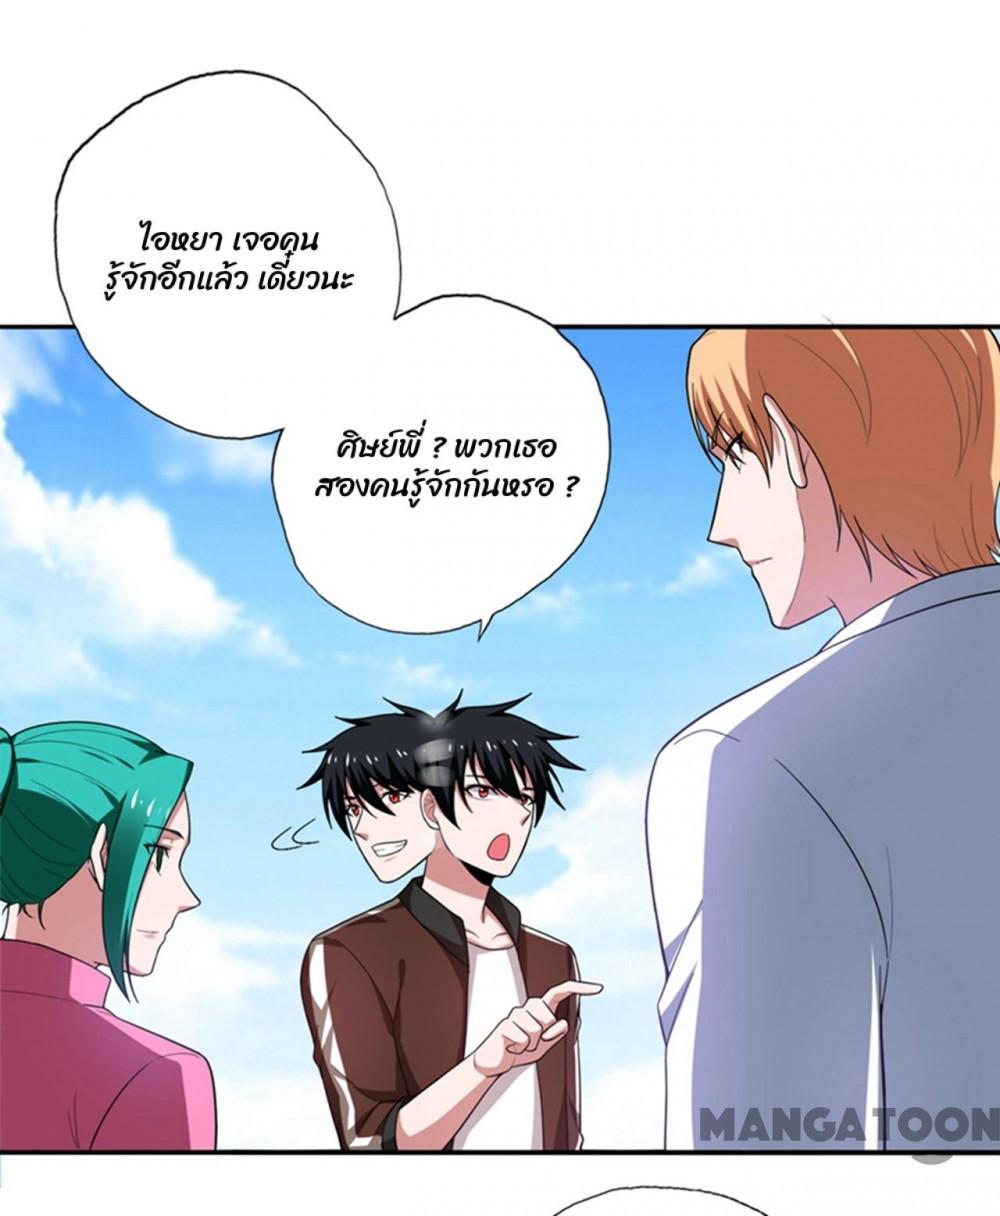 ไอหยา เจอคุน
รู้จักอีกแล้ว เดี๋ยวนะ
ศิษย์พี่ ? พวกเธอ
สองคนรู้จักกันหรอ ?
MANGATOON